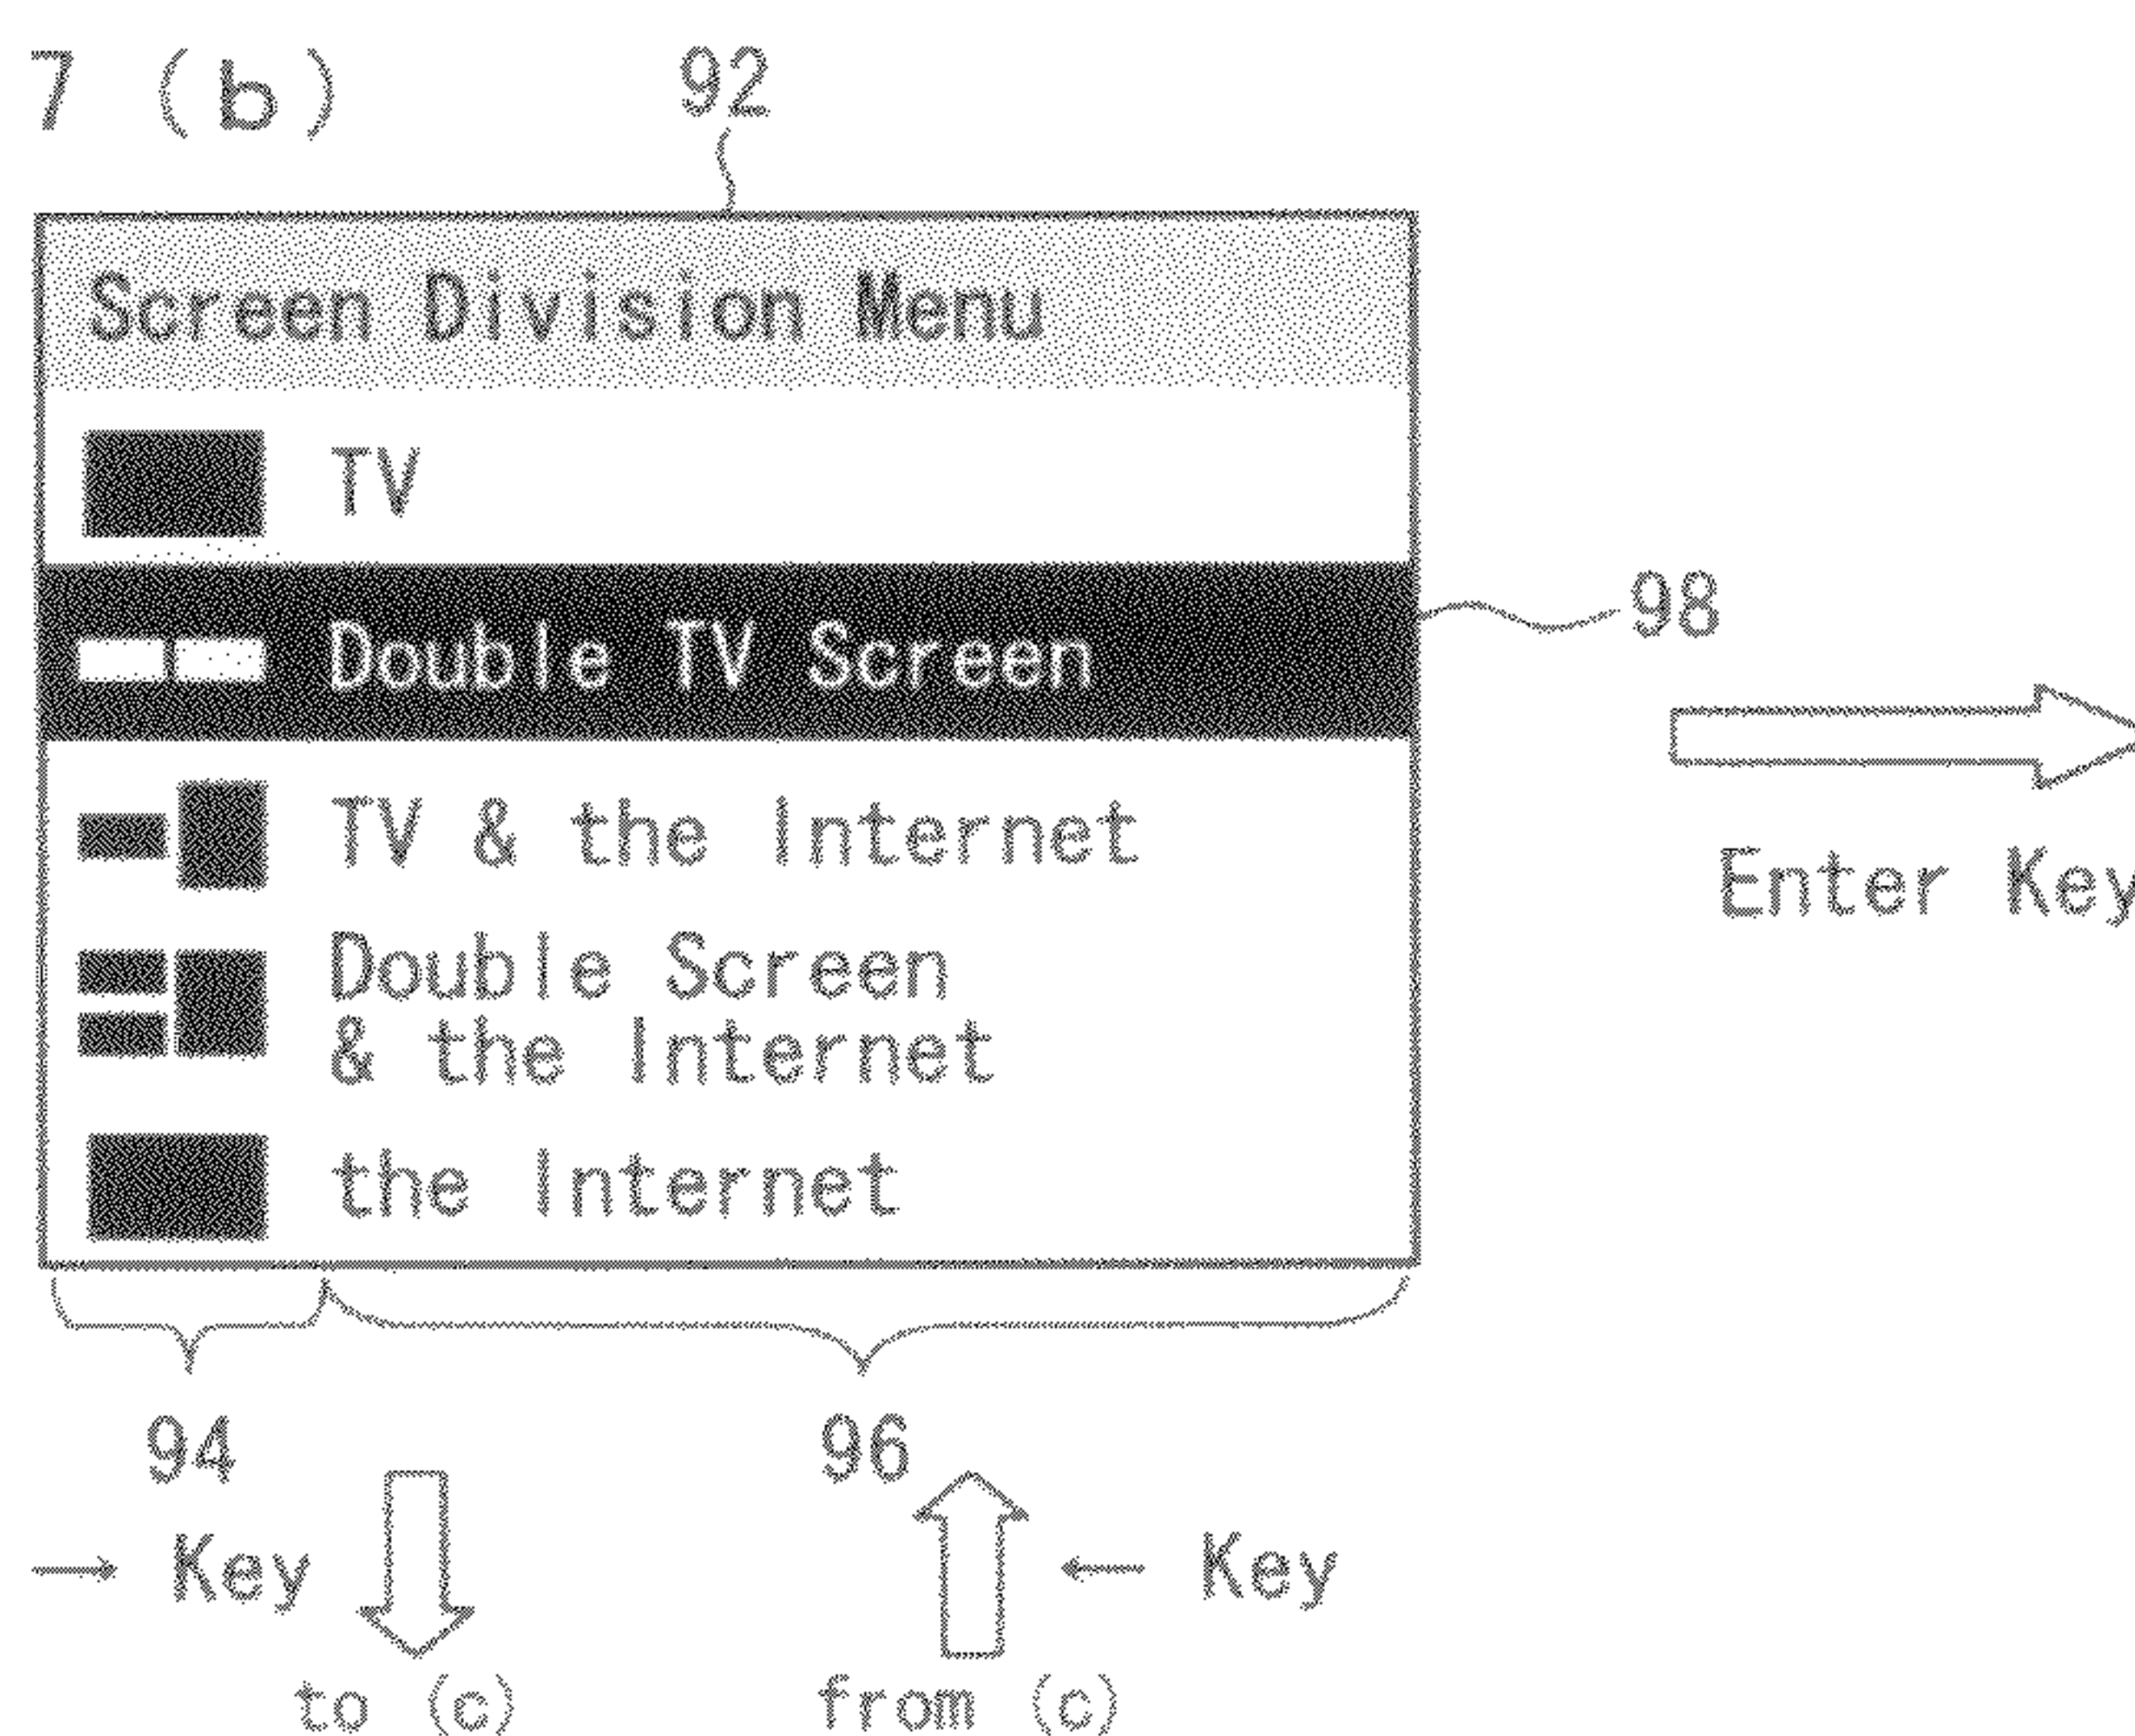 7 (b)
92
Screen Division Menu
TV
Double TV Screen
98
TV & the Internet
Double Screen
& the Internet
the Internet
Enter Key
94
96
→ Key
← Key
to (c)
from (c)